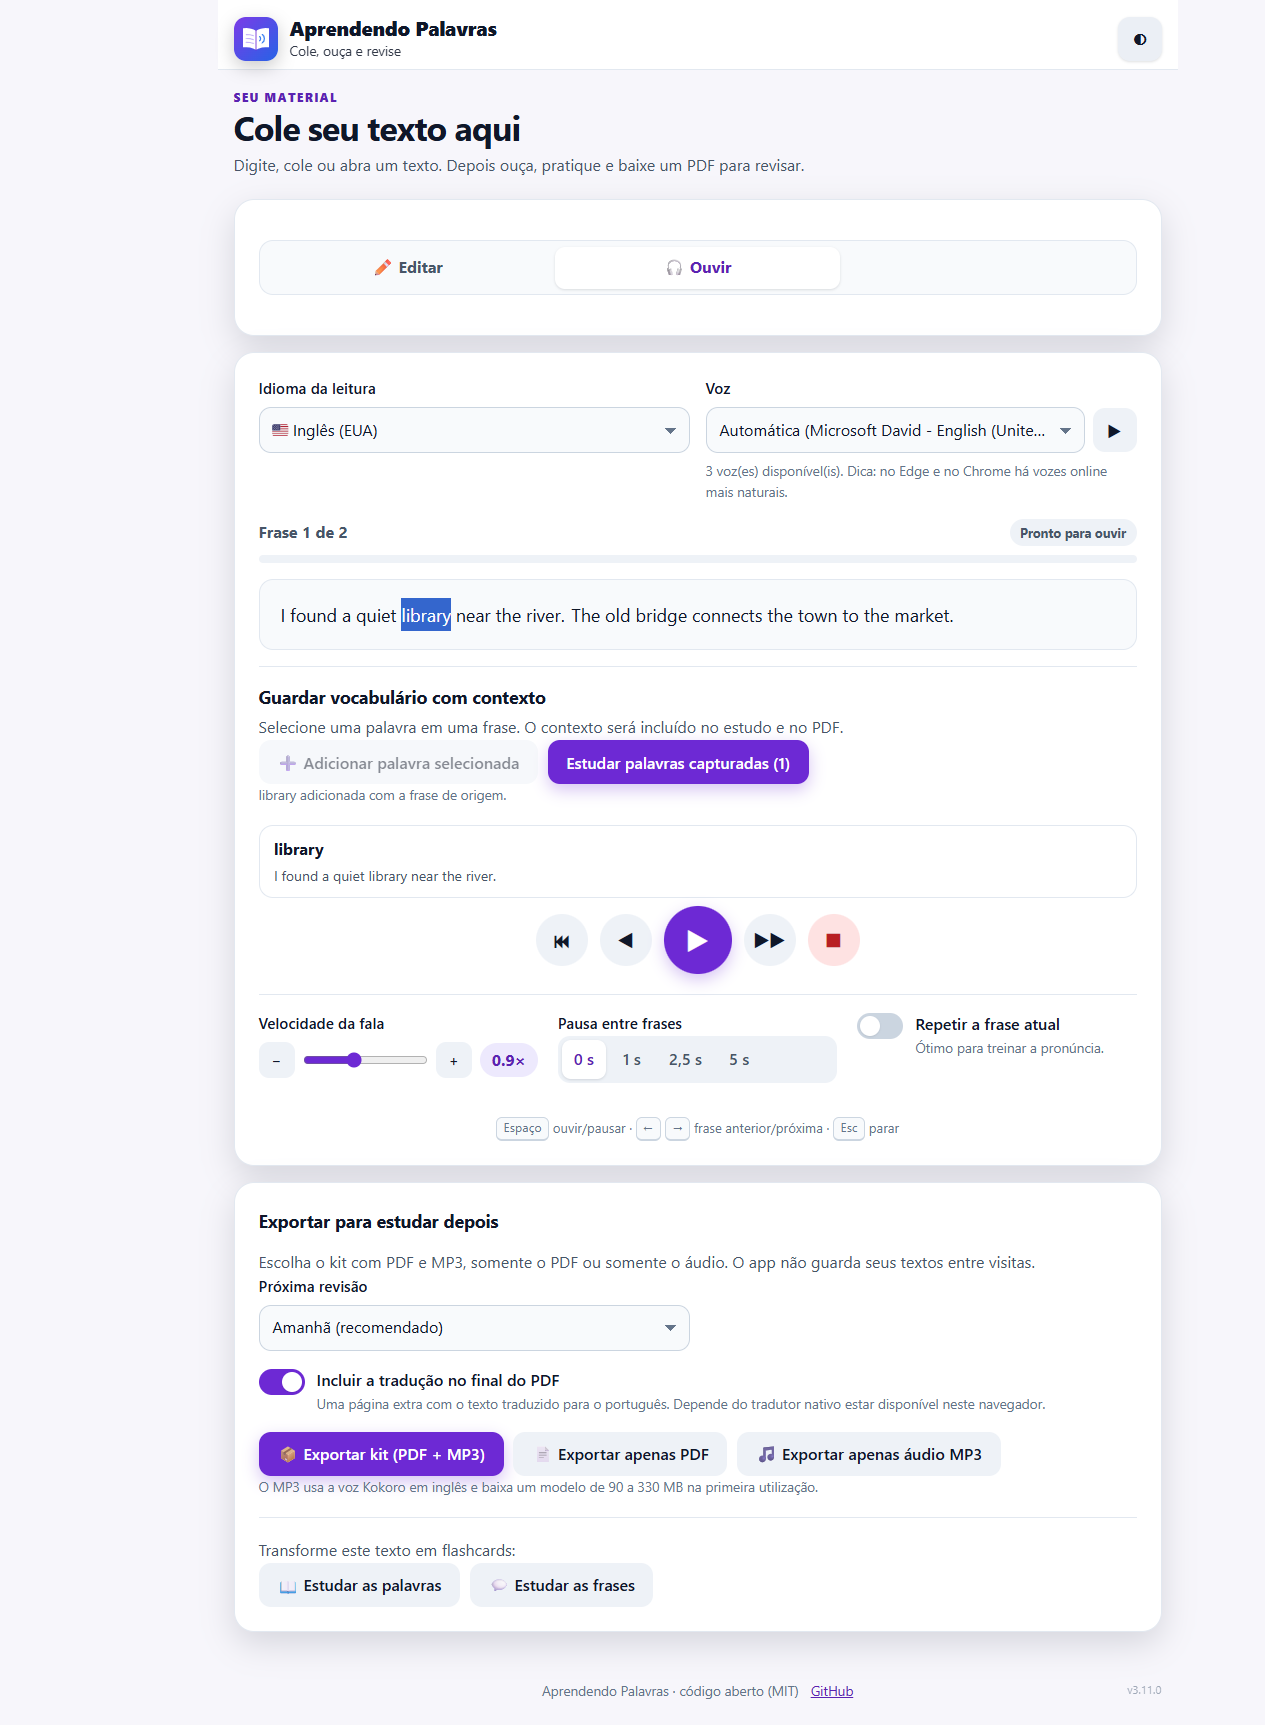 Aprendendo Palavras
Cole, ouça e revise
SEU MATERIAL
Cole seu texto aqui
Digite, cole ou abra um texto. Depois ouça, pratique e baixe um PDF para revisar.
Editar
Ouvir
Idioma da leitura
Inglês (EUA)
Voz
Automática (Microsoft David - English (Unite...
3 voz(es) disponível(is). Dica: no Edge e no Chrome há vozes online
mais naturais.
Frase 1 de 2
Pronto para ouvir
I found a quiet library near the river. The old bridge connects the town to the market.
Guardar vocabulário com contexto
Selecione uma palavra em uma frase. O contexto será incluído no estudo e no PDF.
Adicionar palavra selecionada
Estudar palavras capturadas (1)
library adicionada com a frase de origem.
library
I found a quiet library near the river.
Velocidade da fala
−
+
0.9×
Pausa entre frases
0 s 1 s 2,5 s 5 s
Repetir a frase atual
Ótimo para treinar a pronúncia.
Espaço ouvir/pausar · ← → frase anterior/próxima · Esc parar
Exportar para estudar depois
Escolha o kit com PDF e MP3, somente o PDF ou somente o áudio. O app não guarda seus textos entre visitas.
Próxima revisão
Amanhã (recomendado)
Incluir a tradução no final do PDF
Uma página extra com o texto traduzido para o português. Depende do tradutor nativo estar disponível neste navegador.
Exportar kit (PDF + MP3)
Exportar apenas PDF
Exportar apenas áudio MP3
O MP3 usa a voz Kokoro em inglês e baixa um modelo de 90 a 330 MB na primeira utilização.
Transforme este texto em flashcards:
Estudar as palavras
Estudar as frases
Aprendendo Palavras · código aberto (MIT) GitHub
v3.11.0